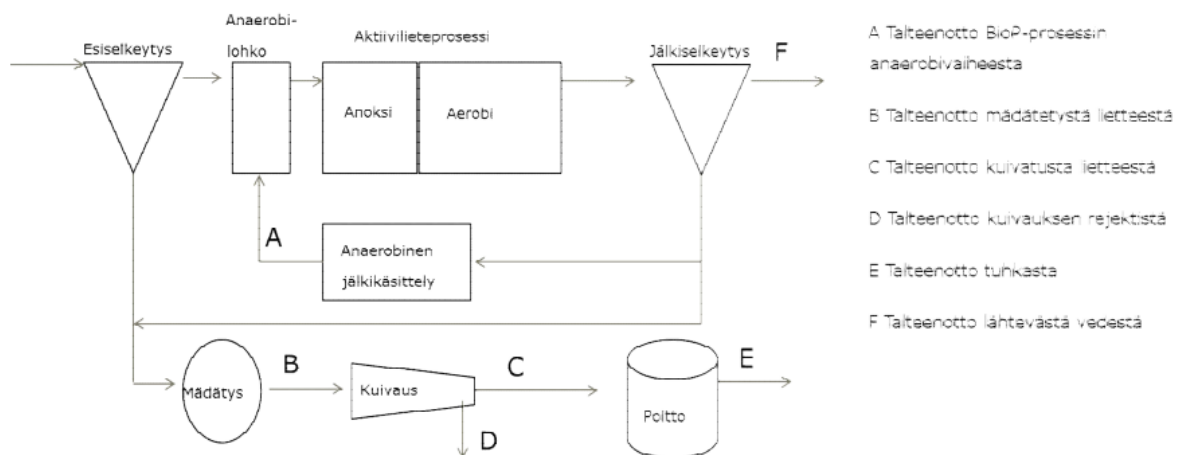 Anaerobi-
lohko
Esiselkeytys
Aktiivilieteprosessi
Jälkiselkeytys
F
Anoksi
Aerobi
A
Anaerobinen
jälkikäsittely
Mädätys
B
Kuivaus
C
D
Poltto
E
A Talteenotto BioP-prosessin
anaerobivaiheesta
B Talteenotto mädätetystä lietteestä
C Talteenotto kuivatusta lietteestä
D Talteenotto kuivauksen rejektistä
E Talteenotto tuhkasta
F Talteenotto lähtevästä vedestä